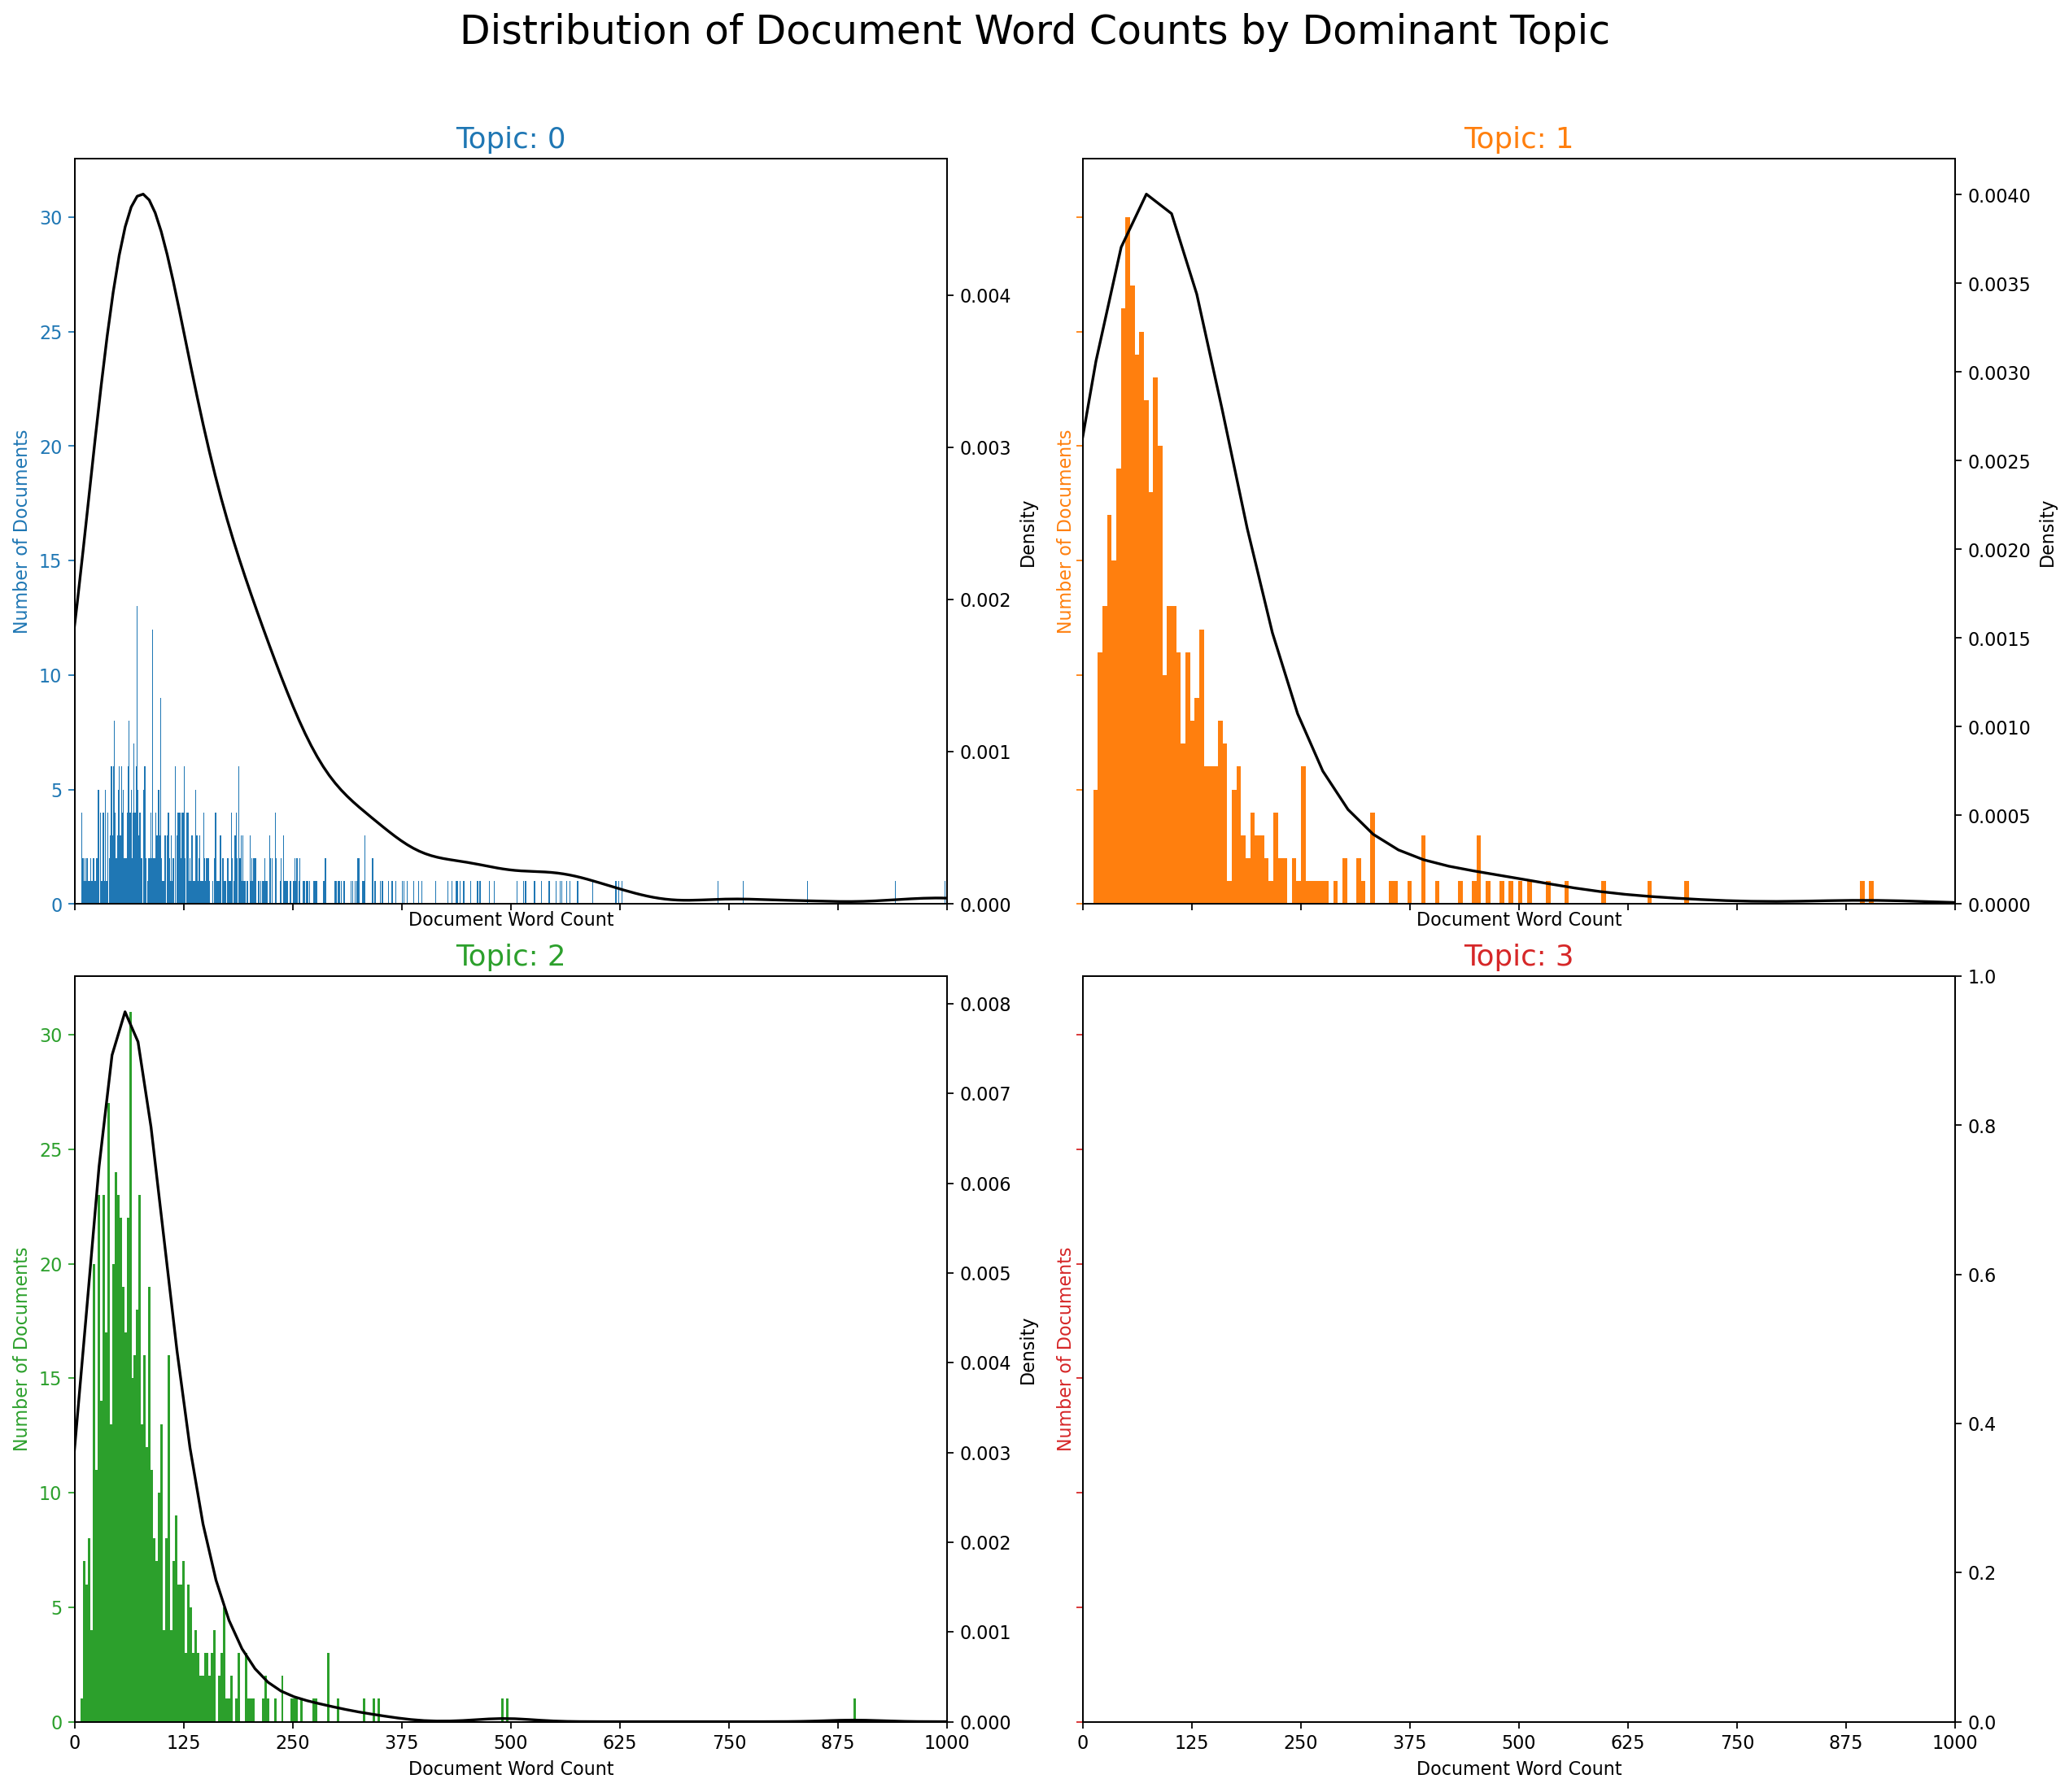 Distribution of Document Word Counts by Dominant Topic
Topic: 0
Number of Documents
30
25
20
15
10
5
0
0.004
0.003
0.002
0.001
0.000
Density
Document Word Count
Topic: 1
Number of Documents
0.0040
0.0035
0.0030
0.0025
0.0020
0.0015
0.0010
0.0005
0.0000
Density
Document Word Count
Topic: 2
Number of Documents
30
25
20
15
10
5
0
0.008
0.007
0.006
0.005
0.004
0.003
0.002
0.001
0.000
Density
0 125 250 375 500 625 750 875 1000
Document Word Count
Topic: 3
Number of Documents
1.0
0.8
0.6
0.4
0.2
0.0
0 125 250 375 500 625 750 875 1000
Document Word Count